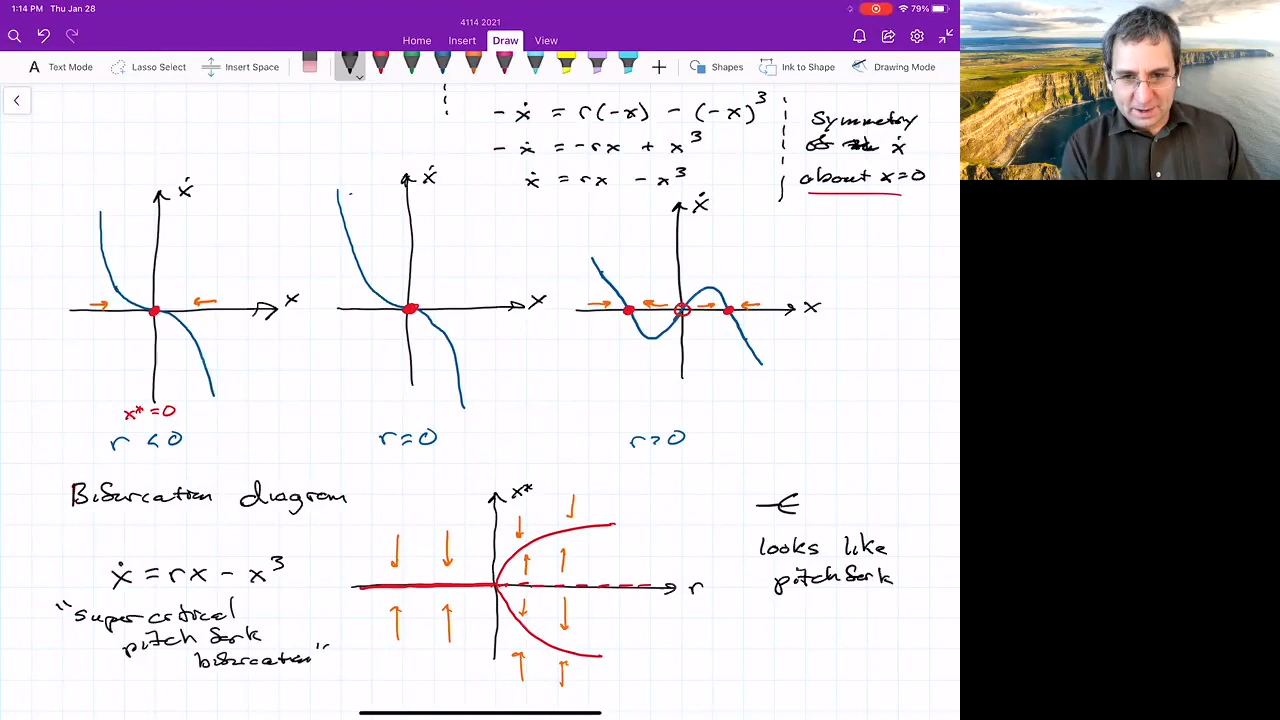 1:14 PM Thu Jan 28
79%
4114 2021
Home Insert Draw View
Text Mode Lasso Select Insert Space Shapes Ink to Shape Drawing Mode
- ẋ = r(-x) - (-x)³
- ẋ = -rx + x³
ẋ = rx - x³
Symmetry
of ẋ
about x=0
ẋ
x
x* = 0
r < 0
ẋ
x
r = 0
ẋ
x
r > 0
Bifurcation diagram
ẋ = rx - x³
"supercritical
pitchfork
bifurcation"
x*
r
looks like
pitchfork